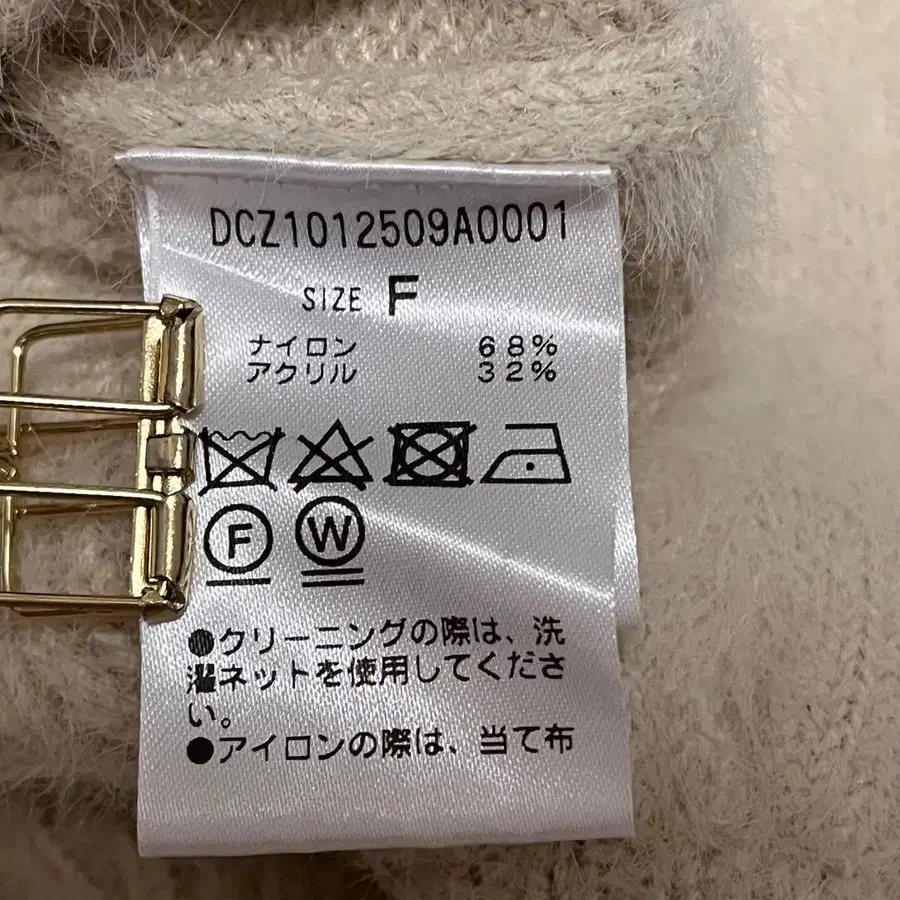 DCZ1012509A0001
SIZE F
ナイロン 68%
アクリル 32%
F W
●クリーニングの際は、洗
濯ネットを使用してくださ
い。
●アイロンの際は、当て布